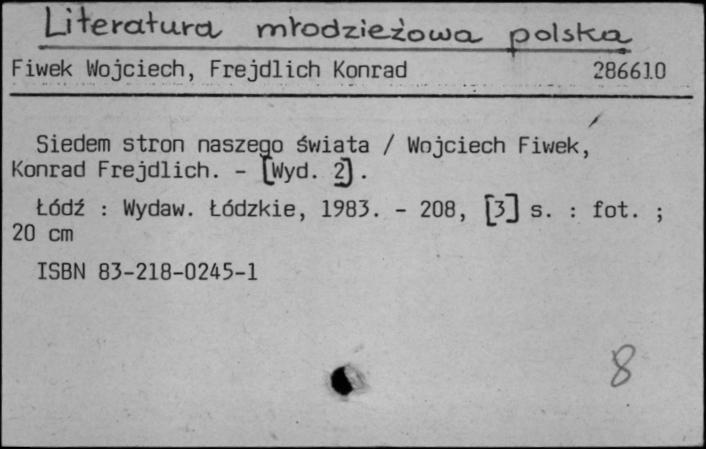 Literatura młodzieżowa polska
Fiwek Wojciech, Frejdlich Konrad 286610
Siedem stron naszego świata / Wojciech Fiwek,
Konrad Frejdlich. - [Wyd. 2].
Łódź : Wydaw. Łódzkie, 1983. - 208, [3] s. : fot. ;
20 cm
ISBN 83-218-0245-1
8